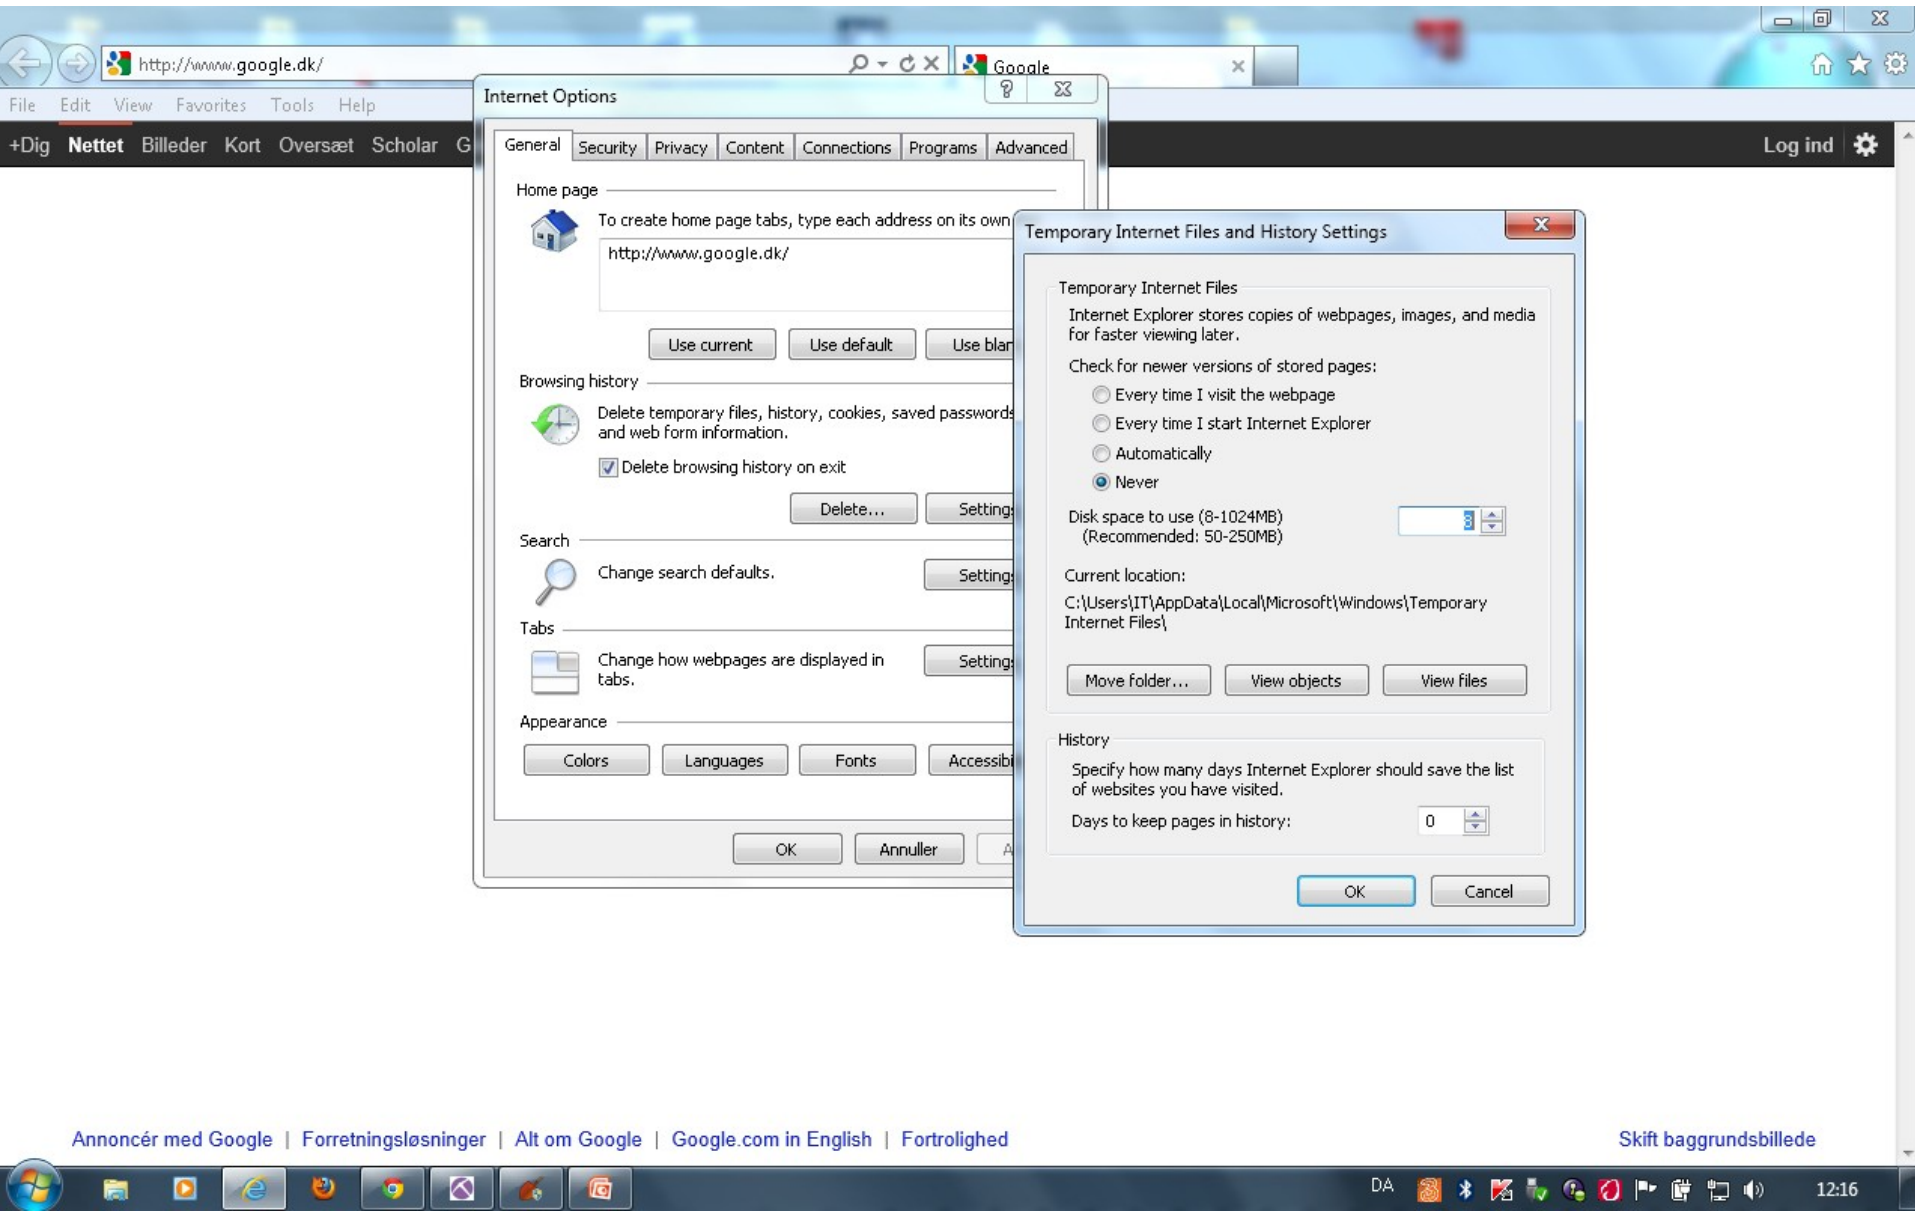 http://www.google.dk/
Google
File Edit View Favorites Tools Help
+Dig Nettet Billeder Kort Oversæt Scholar G
Log ind
Internet Options
General Security Privacy Content Connections Programs Advanced
Home page
To create home page tabs, type each address on its own
http://www.google.dk/
Use current Use default Use blan
Browsing history
Delete temporary files, history, cookies, saved passwords
and web form information.
Delete browsing history on exit
Delete... Settings
Search
Change search defaults.
Settings
Tabs
Change how webpages are displayed in
tabs.
Settings
Appearance
Colors Languages Fonts Accessibi
OK Annuller A
Temporary Internet Files and History Settings
Temporary Internet Files
Internet Explorer stores copies of webpages, images, and media
for faster viewing later.
Check for newer versions of stored pages:
Every time I visit the webpage
Every time I start Internet Explorer
Automatically
Never
Disk space to use (8-1024MB)
(Recommended: 50-250MB)
8
Current location:
C:\Users\IT\AppData\Local\Microsoft\Windows\Temporary
Internet Files\
Move folder... View objects View files
History
Specify how many days Internet Explorer should save the list
of websites you have visited.
Days to keep pages in history: 0
OK Cancel
Annoncér med Google | Forretningsløsninger | Alt om Google | Google.com in English | Fortrolighed
Skift baggrundsbillede
DA
12:16